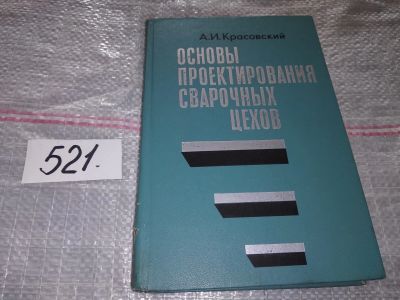 А.И.Красовский
ОСНОВЫ
ПРОЕКТИРОВАНИЯ
СВАРОЧНЫХ
ЦЕХОВ
521.